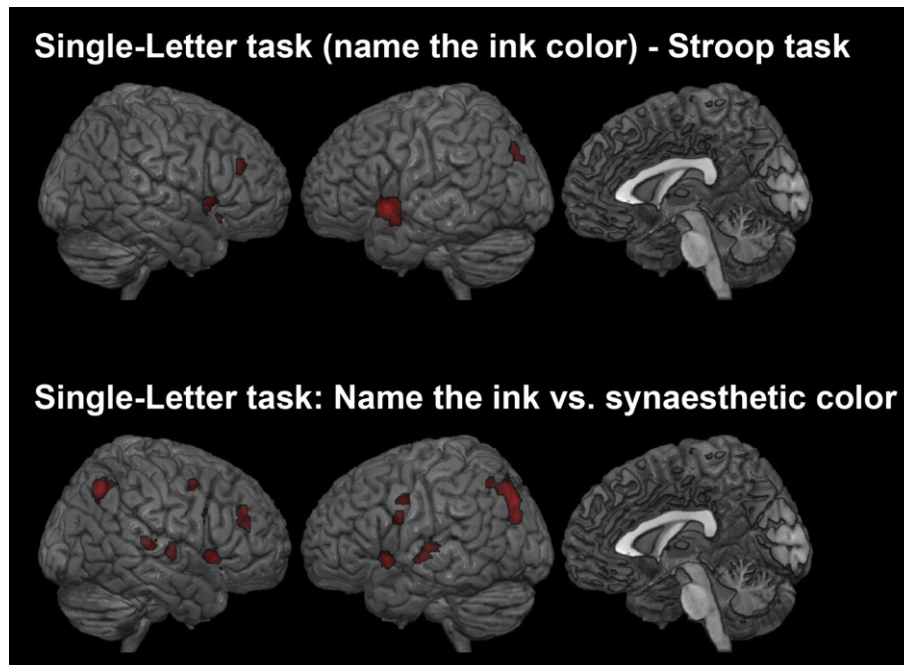 Single-Letter task (name the ink color) - Stroop task
Single-Letter task: Name the ink vs. synaesthetic color